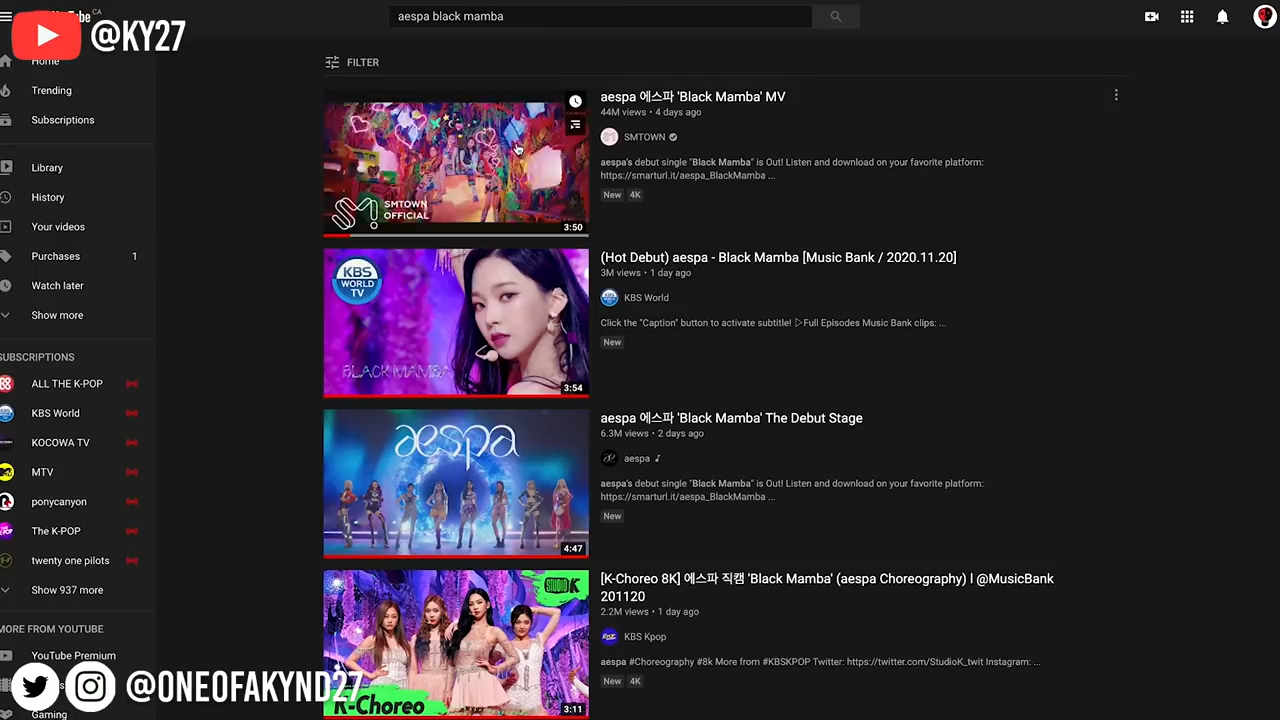 CA
@KY27
aespa black mamba
Home
Trending
Subscriptions
Library
History
Your videos
Purchases 1
Watch later
Show more
SUBSCRIPTIONS
ALL THE K-POP
KBS World
KOCOWA TV
MTV
ponycanyon
The K-POP
twenty one pilots
Show 937 more
MORE FROM YOUTUBE
YouTube Premium
Gaming
@ONEOFAKYND27
FILTER
SMTOWN
OFFICIAL
3:50
aespa 에스파 'Black Mamba' MV
44M views • 4 days ago
SMTOWN
aespa's debut single "Black Mamba" is Out! Listen and download on your favorite platform:
https://smarturl.it/aespa_BlackMamba ...
New 4K
KBS
WORLD
TV
BLACK MAMBA
3:54
(Hot Debut) aespa - Black Mamba [Music Bank / 2020.11.20]
3M views • 1 day ago
KBS World
Click the "Caption" button to activate subtitle! ▷Full Episodes Music Bank clips: ...
New
aespa
4:47
aespa 에스파 'Black Mamba' The Debut Stage
6.3M views • 2 days ago
aespa
aespa's debut single "Black Mamba" is Out! Listen and download on your favorite platform:
https://smarturl.it/aespa_BlackMamba ...
New
STUDIO K
K-Choreo
3:11
[K-Choreo 8K] 에스파 직캠 'Black Mamba' (aespa Choreography) l @MusicBank
201120
2.2M views • 1 day ago
KBS Kpop
aespa #Choreography #8k More from #KBSKPOP Twitter: https://twitter.com/StudioK_twit Instagram: ...
New 4K